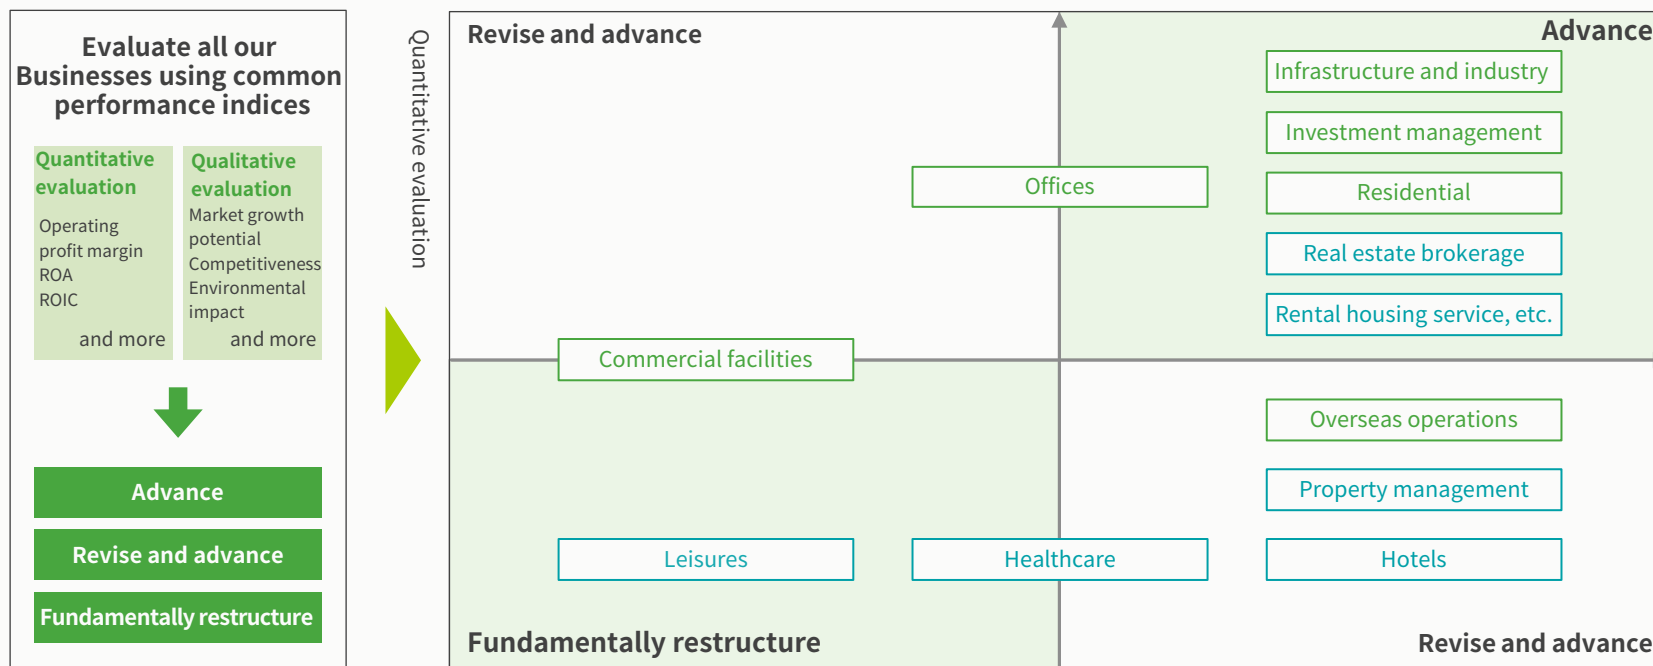 Evaluate all our
Businesses using common
performance indices
Quantitative
evaluation
Operating
profit margin
ROA
ROIC
and more
Qualitative
evaluation
Market growth
potential
Competitiveness
Environmental
impact
and more
Advance
Revise and advance
Fundamentally restructure
Quantitative evaluation
Revise and advance
Advance
Infrastructure and industry
Investment management
Offices
Residential
Real estate brokerage
Rental housing service, etc.
Commercial facilities
Overseas operations
Property management
Leisures
Healthcare
Hotels
Fundamentally restructure
Revise and advance